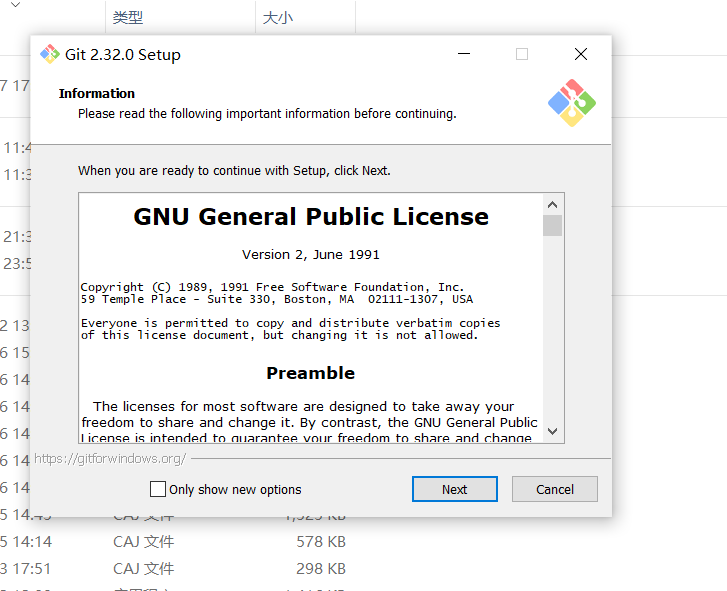 类型 大小
Git 2.32.0 Setup
Information
Please read the following important information before continuing.
When you are ready to continue with Setup, click Next.
GNU General Public License
Version 2, June 1991
Copyright (C) 1989, 1991 Free Software Foundation, Inc.
59 Temple Place - Suite 330, Boston, MA  02111-1307, USA
Everyone is permitted to copy and distribute verbatim copies
of this license document, but changing it is not allowed.
Preamble
The licenses for most software are designed to take away your
freedom to share and change it. By contrast, the GNU General Public
License is intended to guarantee your freedom to share and change
https://gitforwindows.org/
Only show new options
Next
Cancel
7 17
11:4
11:3
21:3
23:5
2 13
6 15
6 14
6 14
6 14
6 14
6 14
CAJ 文件
5 14:14 CAJ 文件 578 KB
3 17:51 CAJ 文件 298 KB